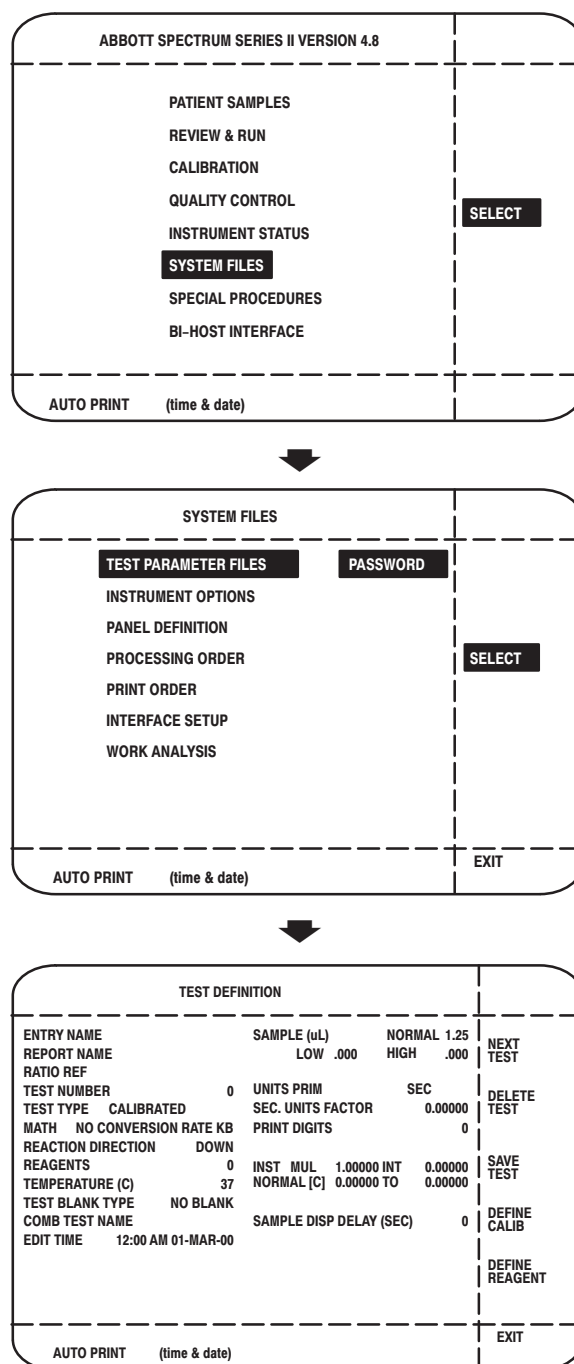 ABBOTT SPECTRUM SERIES II VERSION 4.8
PATIENT SAMPLES
REVIEW & RUN
CALIBRATION
QUALITY CONTROL
SELECT
INSTRUMENT STATUS
SYSTEM FILES
SPECIAL PROCEDURES
BI-HOST INTERFACE
AUTO PRINT (time & date)
SYSTEM FILES
TEST PARAMETER FILES PASSWORD
INSTRUMENT OPTIONS
PANEL DEFINITION
PROCESSING ORDER SELECT
PRINT ORDER
INTERFACE SETUP
WORK ANALYSIS
EXIT
AUTO PRINT (time & date)
TEST DEFINITION
ENTRY NAME SAMPLE (uL) NORMAL 1.25
REPORT NAME LOW .000 HIGH .000
RATIO REF
TEST NUMBER 0 UNITS PRIM SEC
TEST TYPE CALIBRATED SEC. UNITS FACTOR 0.00000
MATH NO CONVERSION RATE KB PRINT DIGITS 0
REACTION DIRECTION DOWN
REAGENTS 0 INST MUL 1.00000 INT 0.00000
TEMPERATURE (C) 37 NORMAL [C] 0.00000 TO 0.00000
TEST BLANK TYPE NO BLANK
COMB TEST NAME SAMPLE DISP DELAY (SEC) 0
EDIT TIME 12:00 AM 01-MAR-00
NEXT
TEST
DELETE
TEST
SAVE
TEST
DEFINE
CALIB
DEFINE
REAGENT
EXIT
AUTO PRINT (time & date)